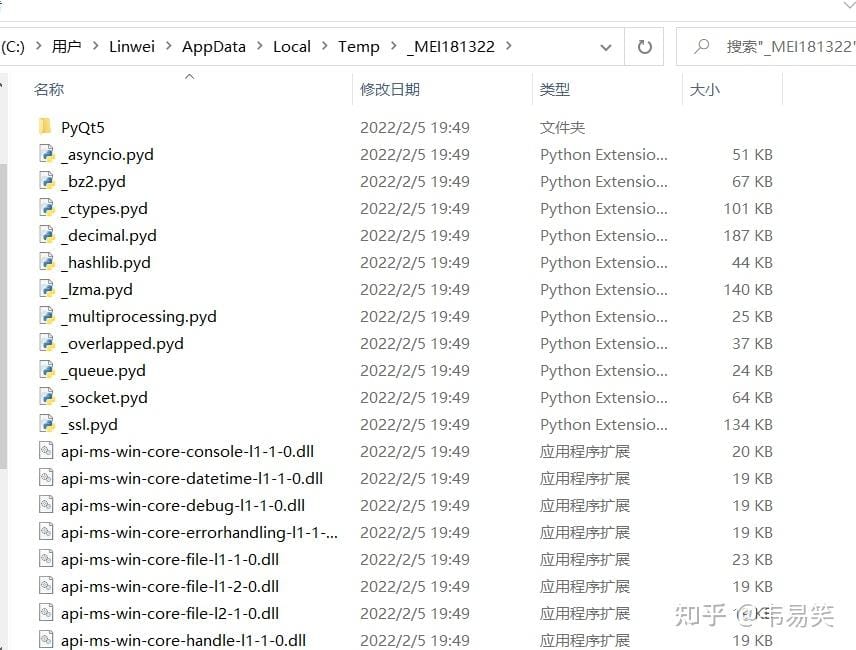 (C:) > 用户 > Linwei > AppData > Local > Temp > _MEI181322 > 搜索"_MEI181322"
名称 修改日期 类型 大小
PyQt5 2022/2/5 19:49 文件夹
_asyncio.pyd 2022/2/5 19:49 Python Extensio... 51 KB
_bz2.pyd 2022/2/5 19:49 Python Extensio... 67 KB
_ctypes.pyd 2022/2/5 19:49 Python Extensio... 101 KB
_decimal.pyd 2022/2/5 19:49 Python Extensio... 187 KB
_hashlib.pyd 2022/2/5 19:49 Python Extensio... 44 KB
_lzma.pyd 2022/2/5 19:49 Python Extensio... 140 KB
_multiprocessing.pyd 2022/2/5 19:49 Python Extensio... 25 KB
_overlapped.pyd 2022/2/5 19:49 Python Extensio... 37 KB
_queue.pyd 2022/2/5 19:49 Python Extensio... 24 KB
_socket.pyd 2022/2/5 19:49 Python Extensio... 64 KB
_ssl.pyd 2022/2/5 19:49 Python Extensio... 134 KB
api-ms-win-core-console-l1-1-0.dll 2022/2/5 19:49 应用程序扩展 20 KB
api-ms-win-core-datetime-l1-1-0.dll 2022/2/5 19:49 应用程序扩展 19 KB
api-ms-win-core-debug-l1-1-0.dll 2022/2/5 19:49 应用程序扩展 19 KB
api-ms-win-core-errorhandling-l1-1-... 2022/2/5 19:49 应用程序扩展 19 KB
api-ms-win-core-file-l1-1-0.dll 2022/2/5 19:49 应用程序扩展 23 KB
api-ms-win-core-file-l1-2-0.dll 2022/2/5 19:49 应用程序扩展 19 KB
api-ms-win-core-file-l2-1-0.dll 2022/2/5 19:49 应用程序扩展
知乎 @韦易笑
api-ms-win-core-handle-l1-1-0.dll 2022/2/5 19:49 应用程序扩展 19 KB